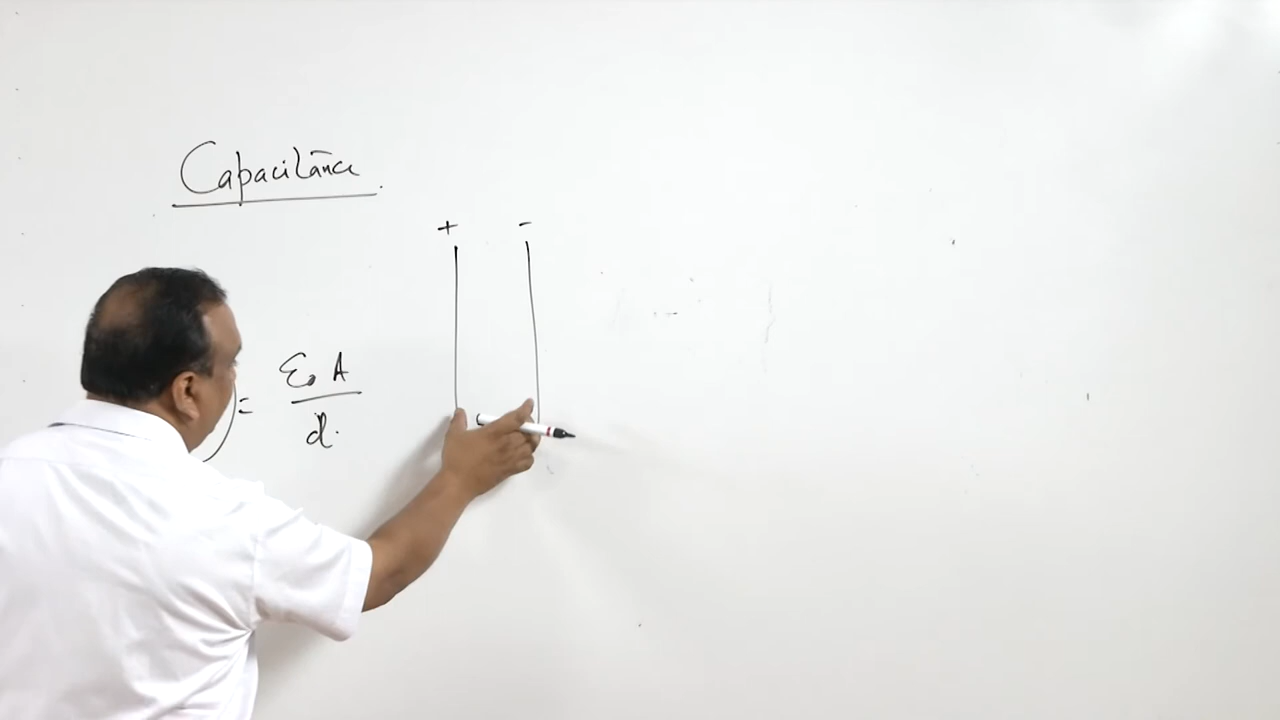 Capacitance
+ -
) = ε₀ A
d